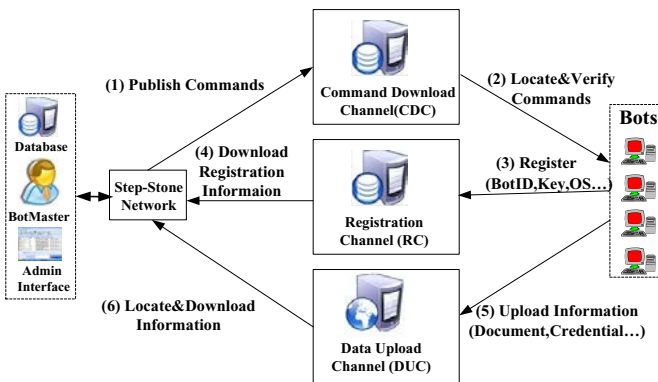 (1) Publish Commands
Command Download
Channel(CDC)
(2) Locate&Verify
Commands
Bots
Database
BotMaster
Admin
Interface
Step-Stone
Network
(4) Download
Registration
Informaion
Registration
Channel (RC)
(3) Register
(BotID,Key,OS…)
(6) Locate&Download
Information
Data Upload
Channel (DUC)
(5) Upload Information
(Document,Credential…)